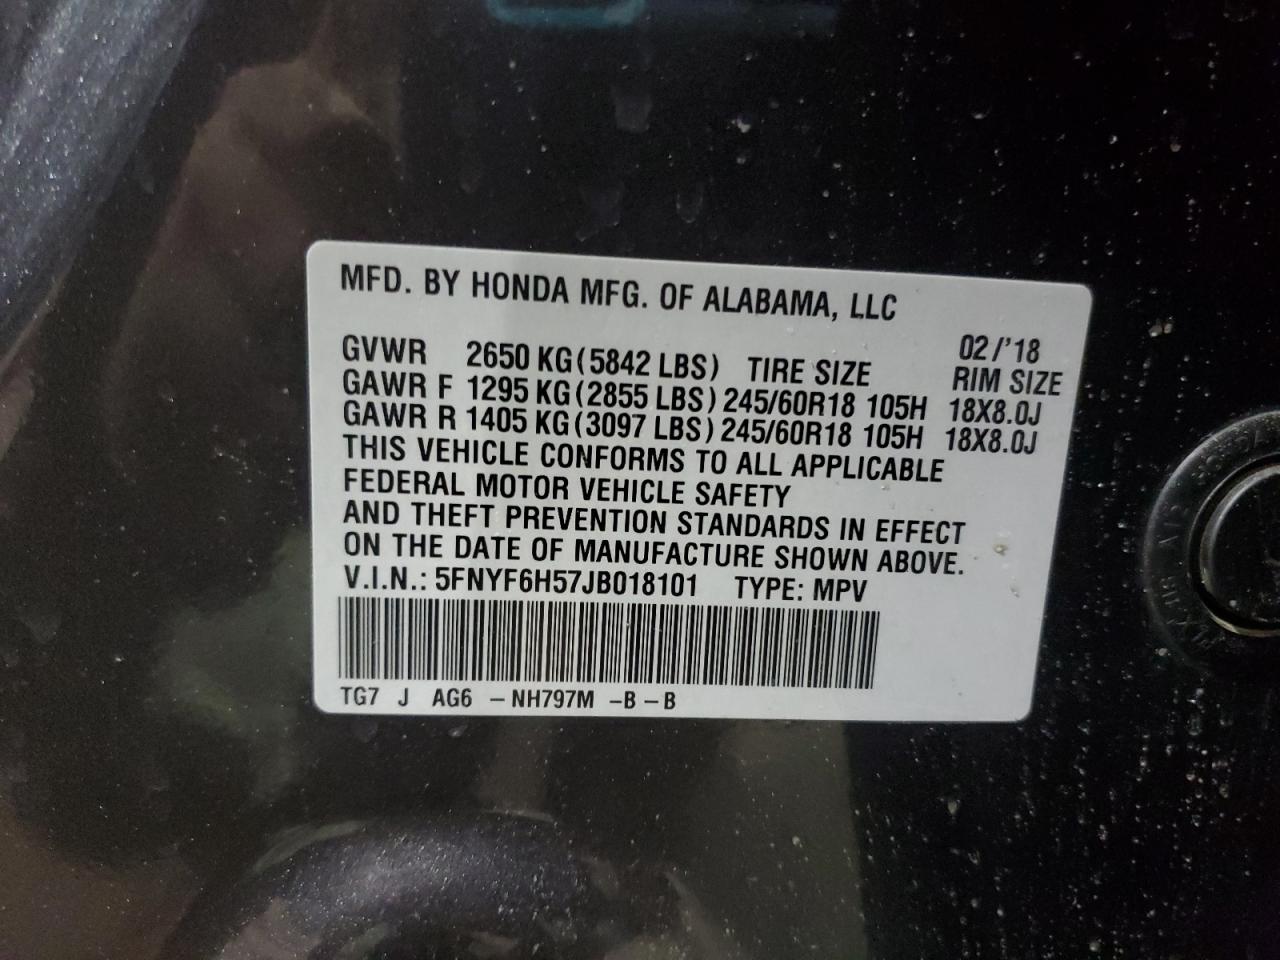 MFD. BY HONDA MFG. OF ALABAMA, LLC
02/'18
GVWR 2650 KG(5842 LBS) TIRE SIZE RIM SIZE
GAWR F 1295 KG(2855 LBS) 245/60R18 105H 18X8.0J
GAWR R 1405 KG(3097 LBS) 245/60R18 105H 18X8.0J
THIS VEHICLE CONFORMS TO ALL APPLICABLE
FEDERAL MOTOR VEHICLE SAFETY
AND THEFT PREVENTION STANDARDS IN EFFECT
ON THE DATE OF MANUFACTURE SHOWN ABOVE.
V.I.N.: 5FNYF6H57JB018101 TYPE: MPV
TG7 J AG6 -NH797M -B-B